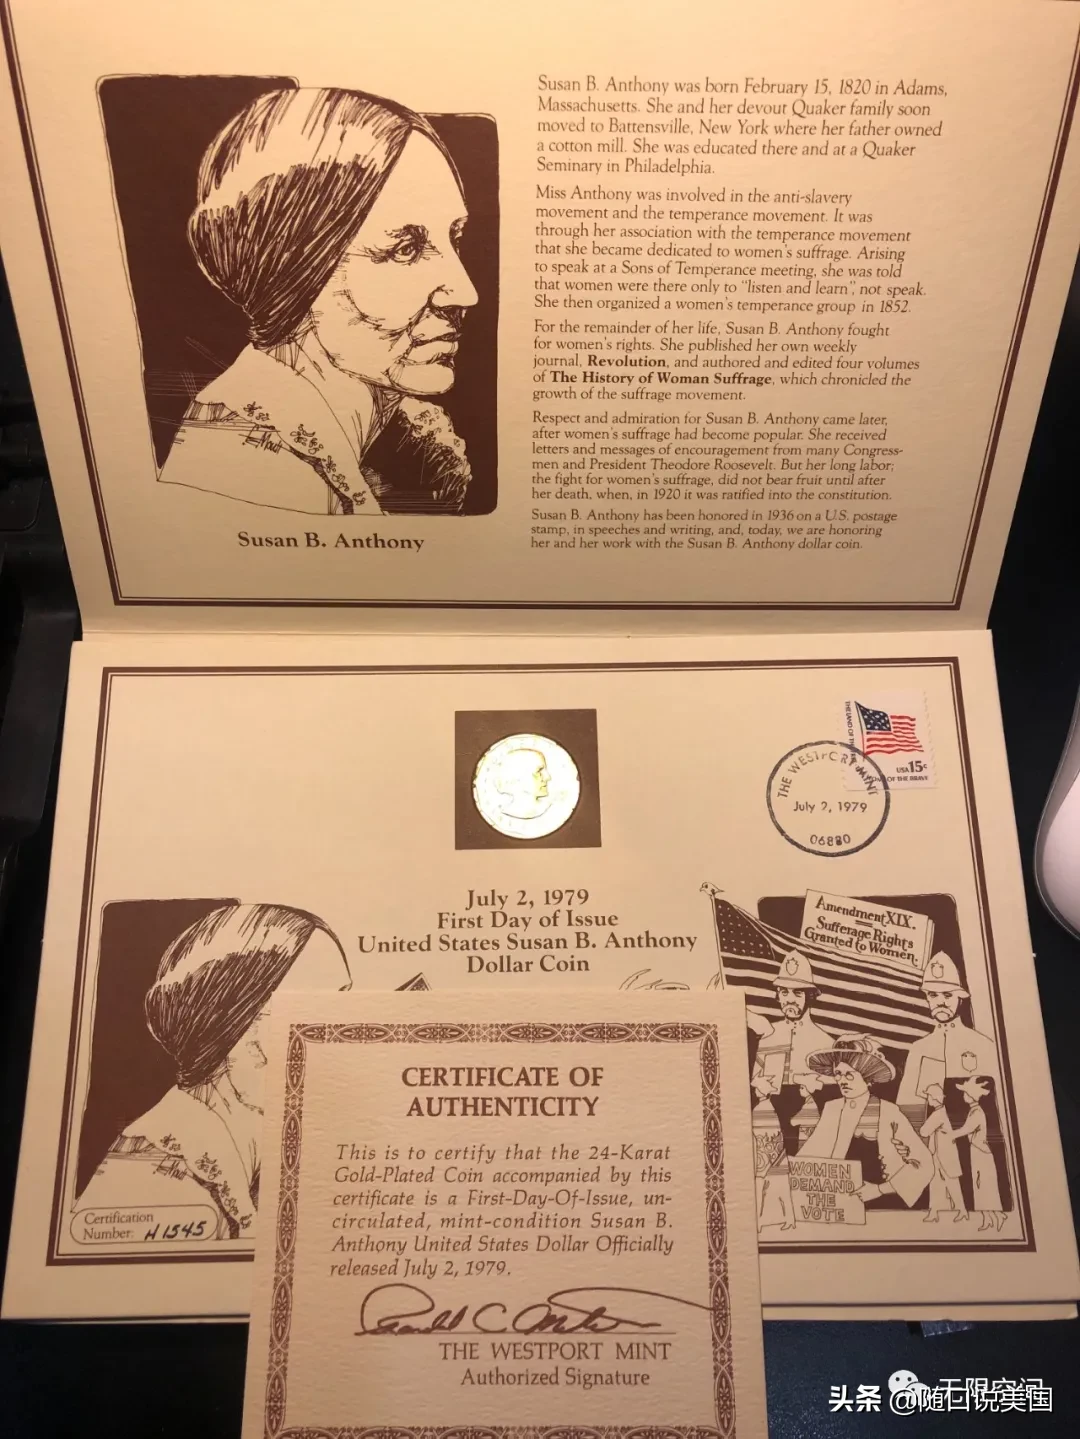 Susan B. Anthony was born February 15, 1820 in Adams,
Massachusetts. She and her devout Quaker family soon
moved to Battensville, New York where her father owned
a cotton mill. She was educated there and at a Quaker
Seminary in Philadelphia.
Miss Anthony was involved in the anti-slavery
movement and the temperance movement. It was
through her association with the temperance movement
that she became dedicated to women's suffrage. Arising
to speak at a Sons of Temperance meeting, she was told
that women were there only to "listen and learn", not speak.
She then organized a women's temperance group in 1852.
For the remainder of her life, Susan B. Anthony fought
for women's rights. She published her own weekly
journal, Revolution, and authored and edited four volumes
of The History of Woman Suffrage, which chronicled the
growth of the suffrage movement.
Respect and admiration for Susan B. Anthony came later,
after women's suffrage had become popular. She received
letters and messages of encouragement from many Congress-
men and President Theodore Roosevelt. But her long labor,
the fight for women's suffrage, did not bear fruit until after
her death, when, in 1920 it was ratified into the constitution.
Susan B. Anthony has been honored in 1936 on a U.S. postage
stamp, in speeches and writing, and, today, we are honoring
her and her work with the Susan B. Anthony dollar coin.
Susan B. Anthony
THE LAND OF
USA 15c
OF THE BRAVE
THE WESTPORT MINT
July 2, 1979
06880
July 2, 1979
First Day of Issue
United States Susan B. Anthony
Dollar Coin
Amendment XIX.
Sufferage Rights
Granted to Women.
WOMEN
DEMAND
THE
VOTE
Certification
Number: H 1545
CERTIFICATE OF
AUTHENTICITY
This is to certify that the 24-Karat
Gold-Plated Coin accompanied by this
certificate is a First-Day-Of-Issue, un-
circulated, mint-condition Susan B.
Anthony United States Dollar Officially
released July 2, 1979.
THE WESTPORT MINT
Authorized Signature
无限空间
头条 @随口说美国